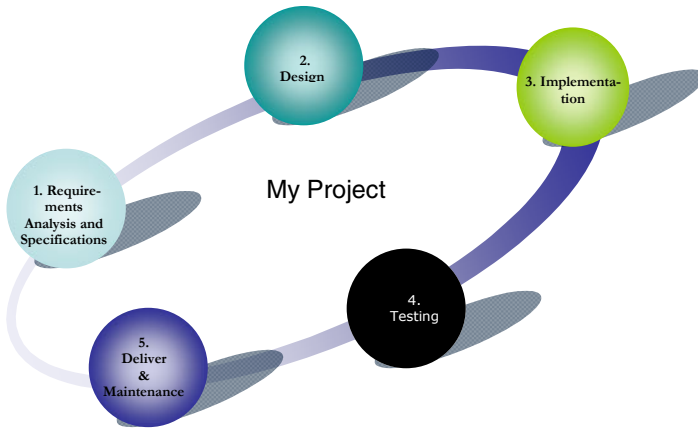 1. Require-
ments
Analysis and
Specifications
2.
Design
3. Implementa-
tion
My Project
4.
Testing
5.
Deliver
&
Maintenance